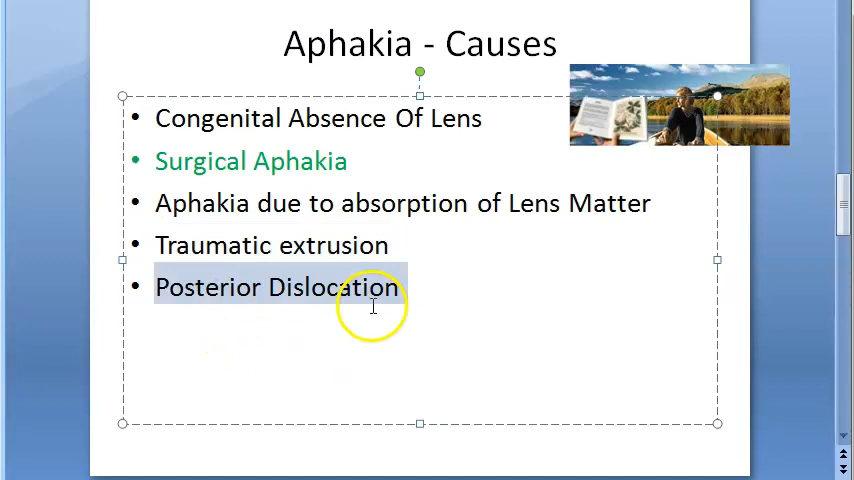 Aphakia - Causes
• Congenital Absence Of Lens
• Surgical Aphakia
• Aphakia due to absorption of Lens Matter
• Traumatic extrusion
• Posterior Dislocation